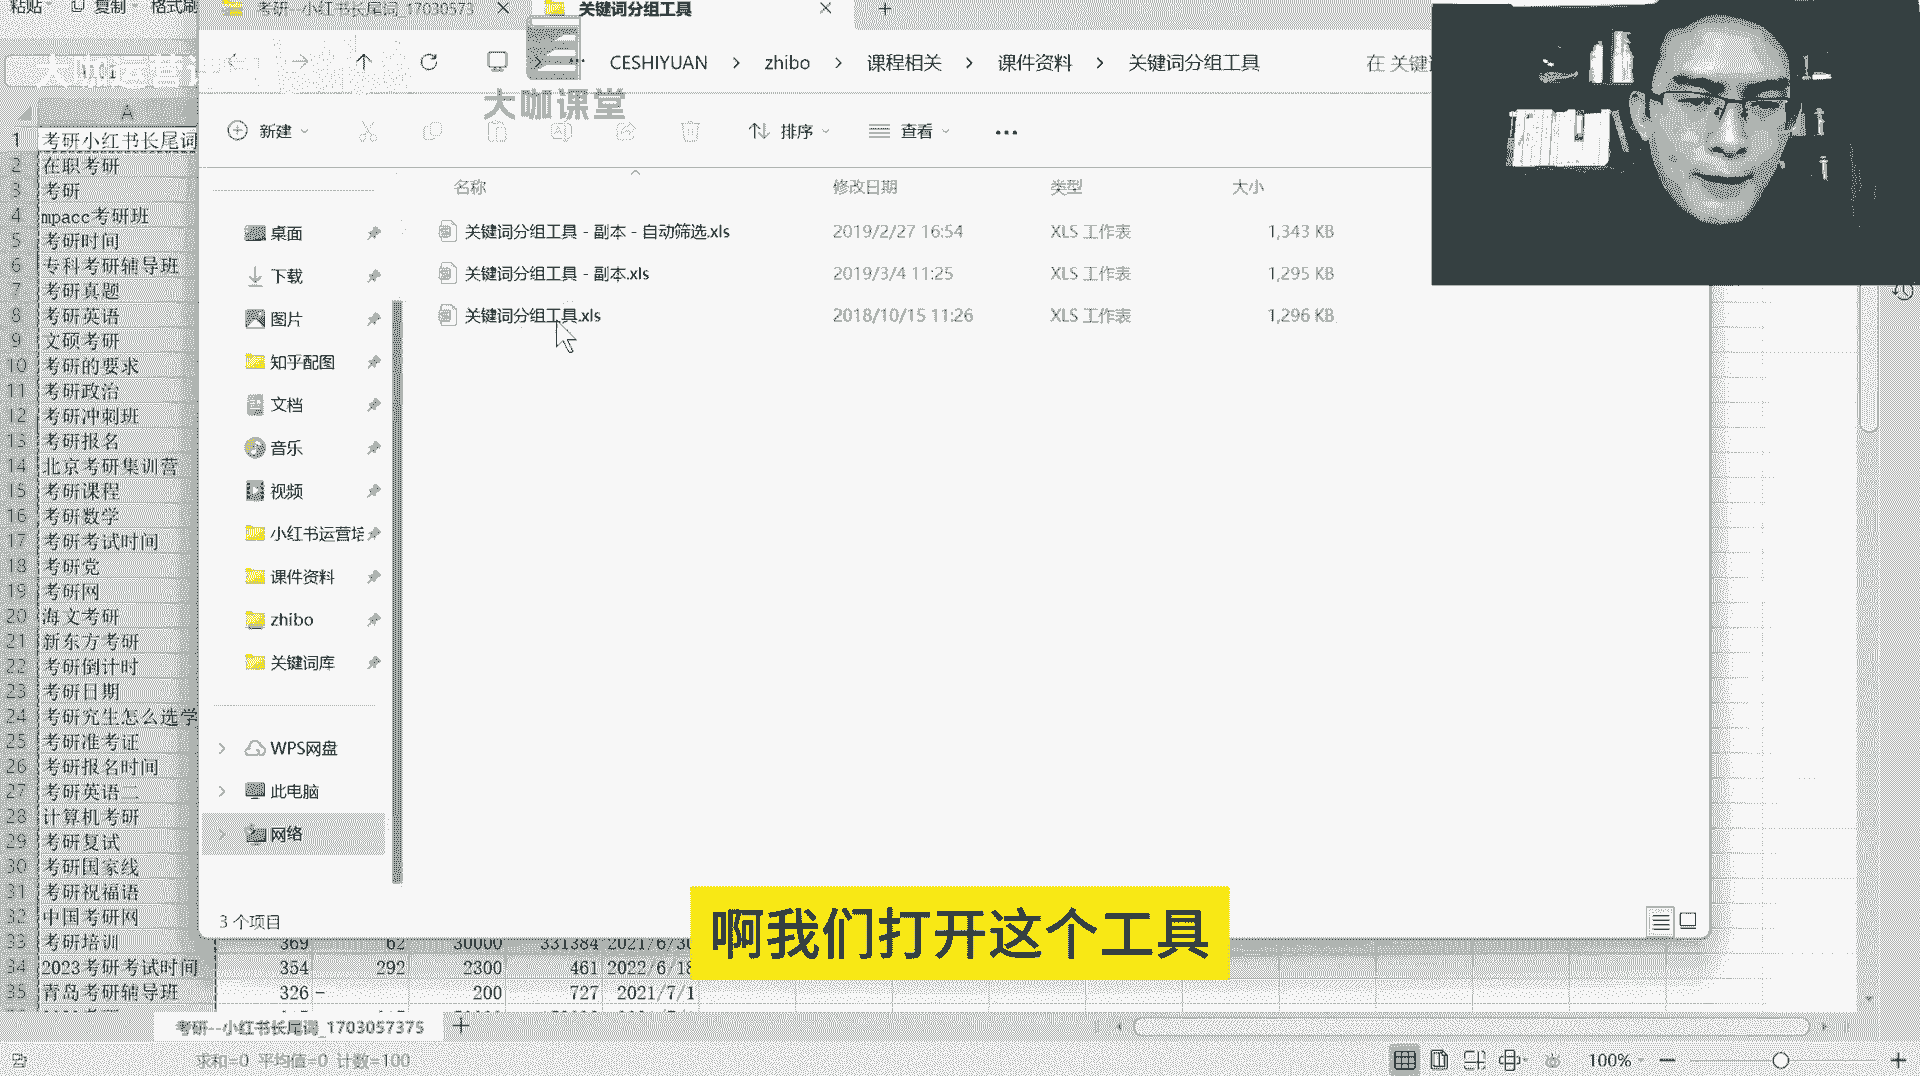 粘贴 复制 格式刷
考研--小红书长尾词_17030573
关键词分组工具
大咖运营课
CESHIYUAN > zhibo > 课程相关 > 课件资料 > 关键词分组工具
在 关键词
大咖课堂
新建 排序 查看
名称 修改日期 类型 大小
关键词分组工具 - 副本 - 自动筛选.xls 2019/2/27 16:54 XLS 工作表 1,343 KB
关键词分组工具 - 副本.xls 2019/3/4 11:25 XLS 工作表 1,295 KB
关键词分组工具.xls 2018/10/15 11:26 XLS 工作表 1,296 KB
桌面
下载
图片
知乎配图
文档
音乐
视频
小红书运营培
课件资料
zhibo
关键词库
WPS网盘
此电脑
网络
3 个项目
A
1 考研小红书长尾词
2 在职考研
3 考研
4 mpacc考研班
5 考研时间
6 专科考研辅导班
7 考研真题
8 考研英语
9 文硕考研
10 考研的要求
11 考研政治
12 考研冲刺班
13 考研报名
14 北京考研集训营
15 考研课程
16 考研数学
17 考研考试时间
18 考研党
19 考研网
20 海文考研
21 新东方考研
22 考研倒计时
23 考研日期
24 考研究生怎么选学
25 考研准考证
26 考研报名时间
27 考研英语二
28 计算机考研
29 考研复试
30 考研国家线
31 考研祝福语
32 中国考研网
33 考研培训 369 62 30000 331384 2021/6/30
34 2023考研考试时间 354 292 2300 461 2022/6/18
35 青岛考研辅导班 326 - 200 727 2021/7/1
啊我们打开这个工具
考研--小红书长尾词_1703057375
求和=0 平均值=0 计数=100
100%